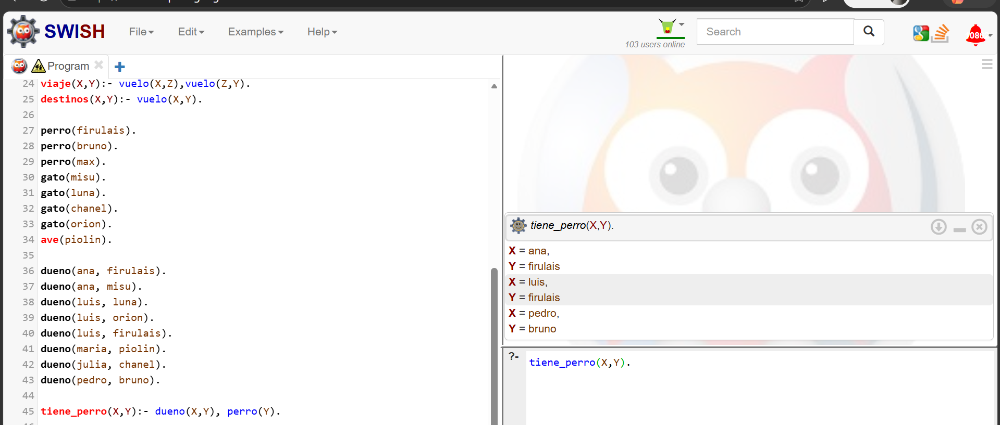 SWISH
File
Edit
Examples
Help
103 users online
Search
086
Program
24 viaje(X,Y):- vuelo(X,Z),vuelo(Z,Y).
25 destinos(X,Y):- vuelo(X,Y).
26
27 perro(firulais).
28 perro(bruno).
29 perro(max).
30 gato(misu).
31 gato(luna).
32 gato(chanel).
33 gato(orion).
34 ave(piolin).
35
36 dueno(ana, firulais).
37 dueno(ana, misu).
38 dueno(luis, luna).
39 dueno(luis, orion).
40 dueno(luis, firulais).
41 dueno(maria, piolin).
42 dueno(julia, chanel).
43 dueno(pedro, bruno).
44
45 tiene_perro(X,Y):- dueno(X,Y), perro(Y).
tiene_perro(X,Y).
X = ana,
Y = firulais
X = luis,
Y = firulais
X = pedro,
Y = bruno
?- tiene_perro(X,Y).